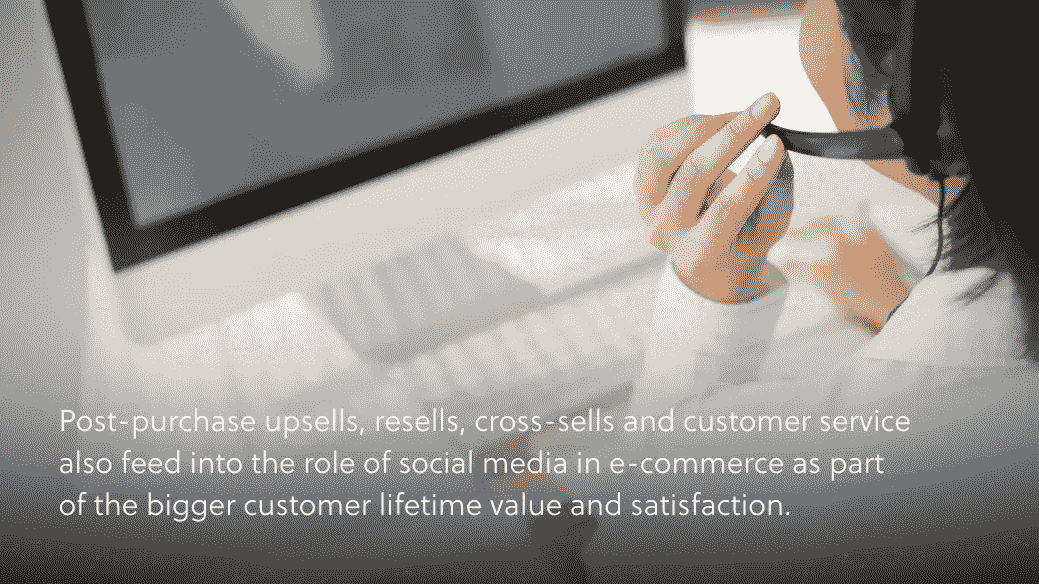 Post-purchase upsells, resells, cross-sells and customer service
also feed into the role of social media in e-commerce as part
of the bigger customer lifetime value and satisfaction.